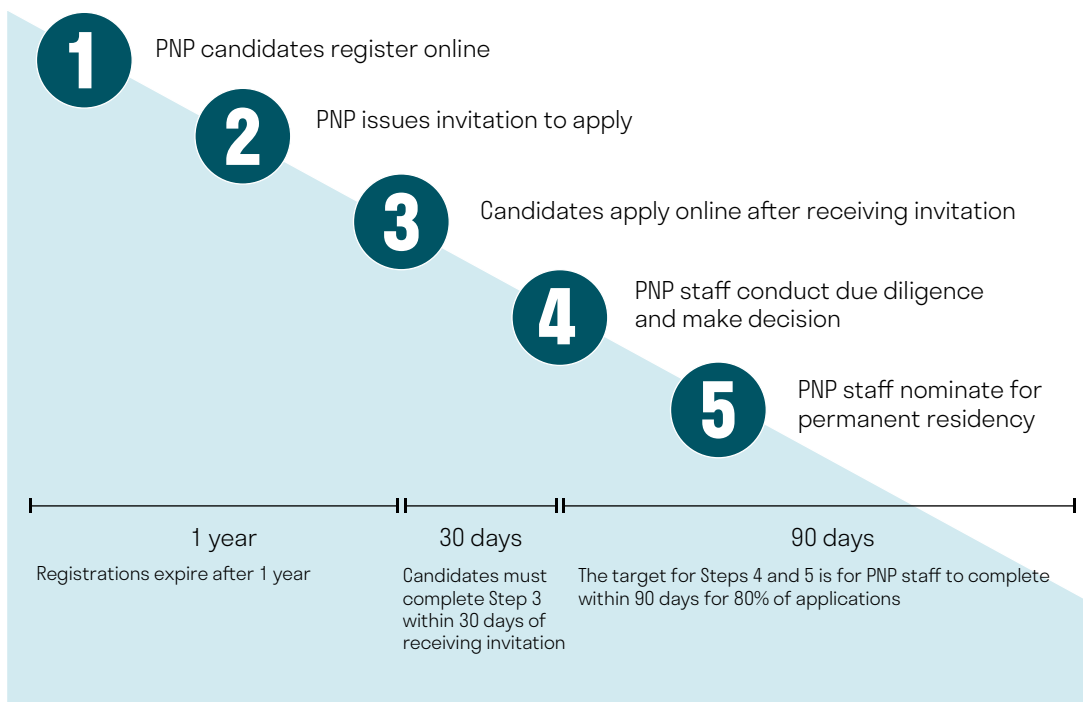 1
PNP candidates register online
2
PNP issues invitation to apply
3
Candidates apply online after receiving invitation
4
PNP staff conduct due diligence
and make decision
5
PNP staff nominate for
permanent residency
1 year
Registrations expire after 1 year
30 days
Candidates must
complete Step 3
within 30 days of
receiving invitation
90 days
The target for Steps 4 and 5 is for PNP staff to complete
within 90 days for 80% of applications